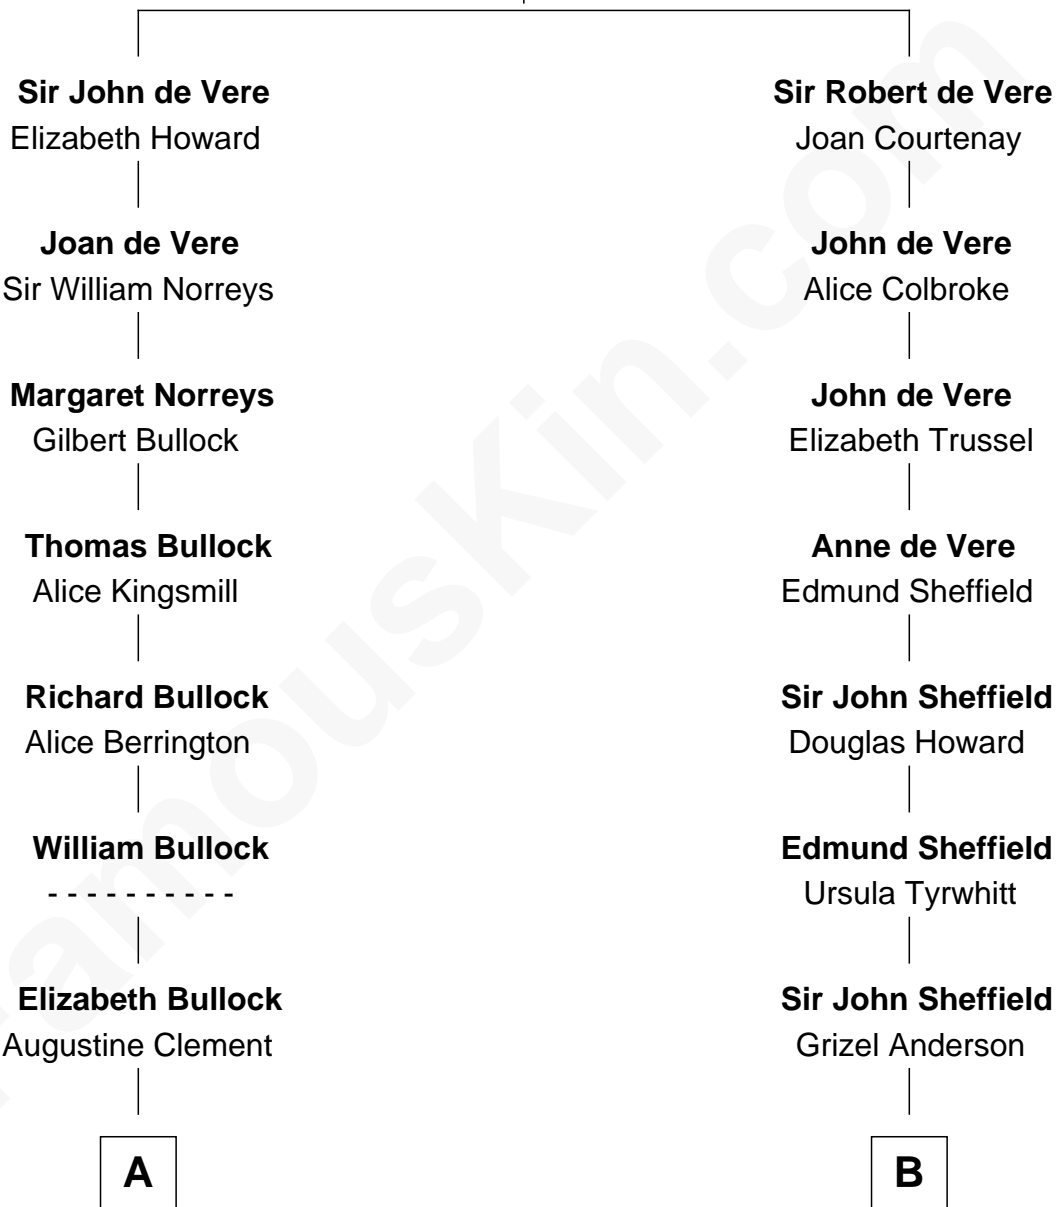 Sir John de Vere
Elizabeth Howard
Joan de Vere
Sir William Norreys
Margaret Norreys
Gilbert Bullock
Thomas Bullock
Alice Kingsmill
Richard Bullock
Alice Berrington
William Bullock
- - - - - - - - - -
Elizabeth Bullock
Augustine Clement
A
Sir Robert de Vere
Joan Courtenay
John de Vere
Alice Colbroke
John de Vere
Elizabeth Trussel
Anne de Vere
Edmund Sheffield
Sir John Sheffield
Douglas Howard
Edmund Sheffield
Ursula Tyrwhitt
Sir John Sheffield
Grizel Anderson
B
FamousKin.com